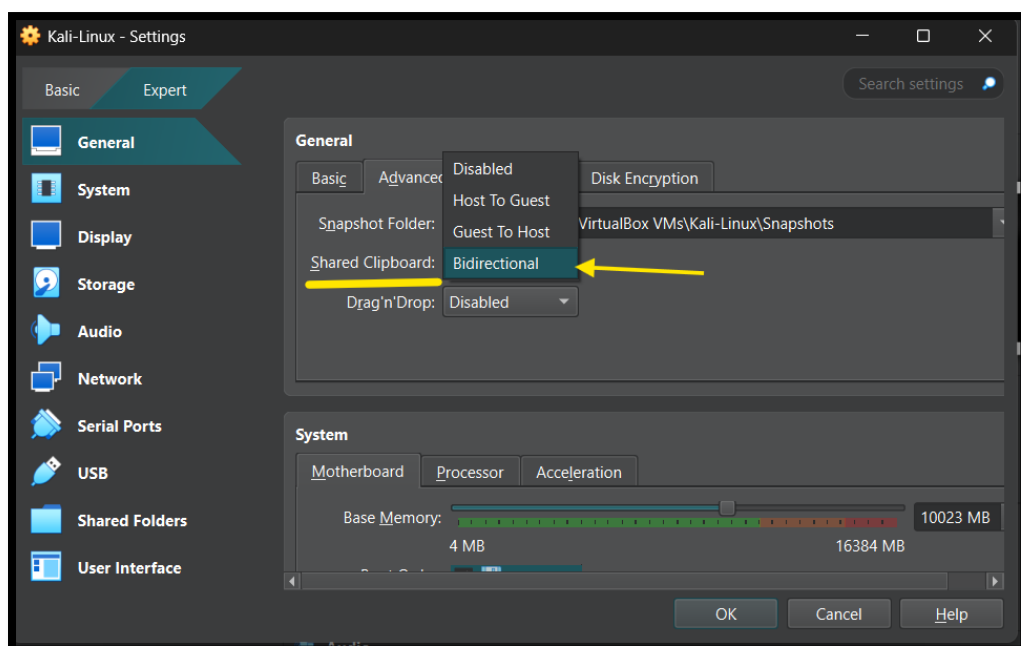 Kali-Linux - Settings
Basic Expert Search settings
General
System
Display
Storage
Audio
Network
Serial Ports
USB
Shared Folders
User Interface
General
Basic Advanced Disk Encryption
Snapshot Folder: VirtualBox VMs\Kali-Linux\Snapshots
Shared Clipboard:
Disabled
Host To Guest
Guest To Host
Bidirectional
Drag'n'Drop: Disabled
System
Motherboard Processor Acceleration
Base Memory: 10023 MB
4 MB 16384 MB
OK Cancel Help
Audio